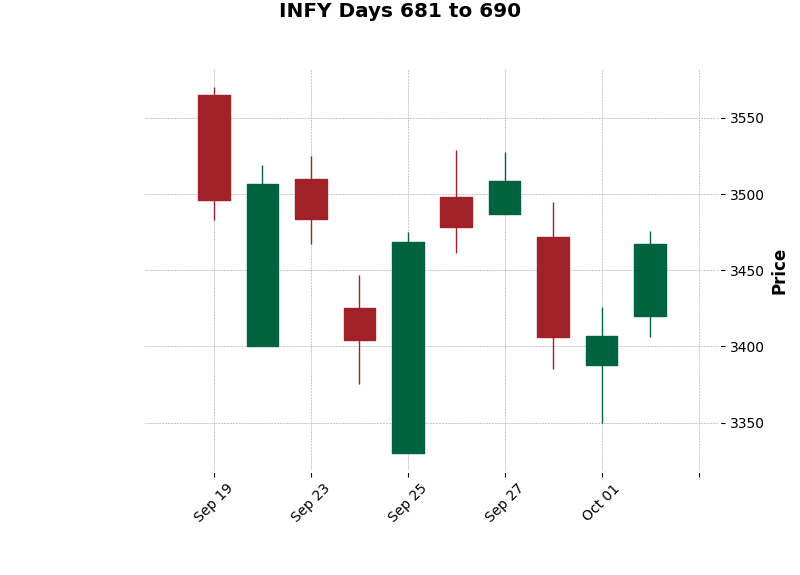 INFY Days 681 to 690
3550
3500
3450
3400
3350
Price
Sep 19
Sep 23
Sep 25
Sep 27
Oct 01